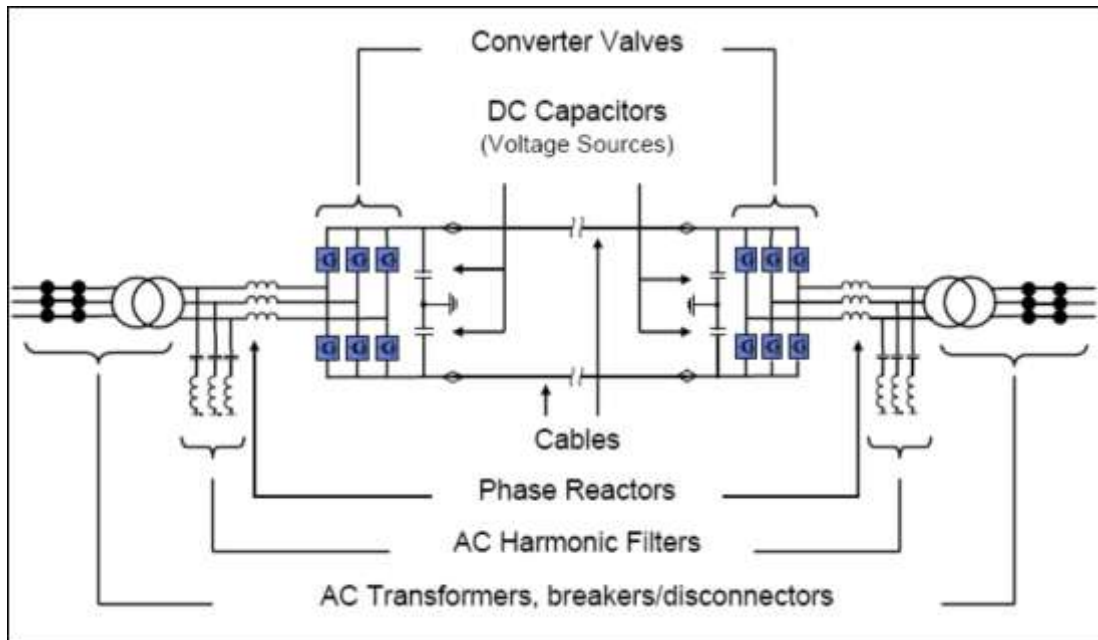 Converter Valves
DC Capacitors
(Voltage Sources)
Cables
Phase Reactors
AC Harmonic Filters
AC Transformers, breakers/disconnectors